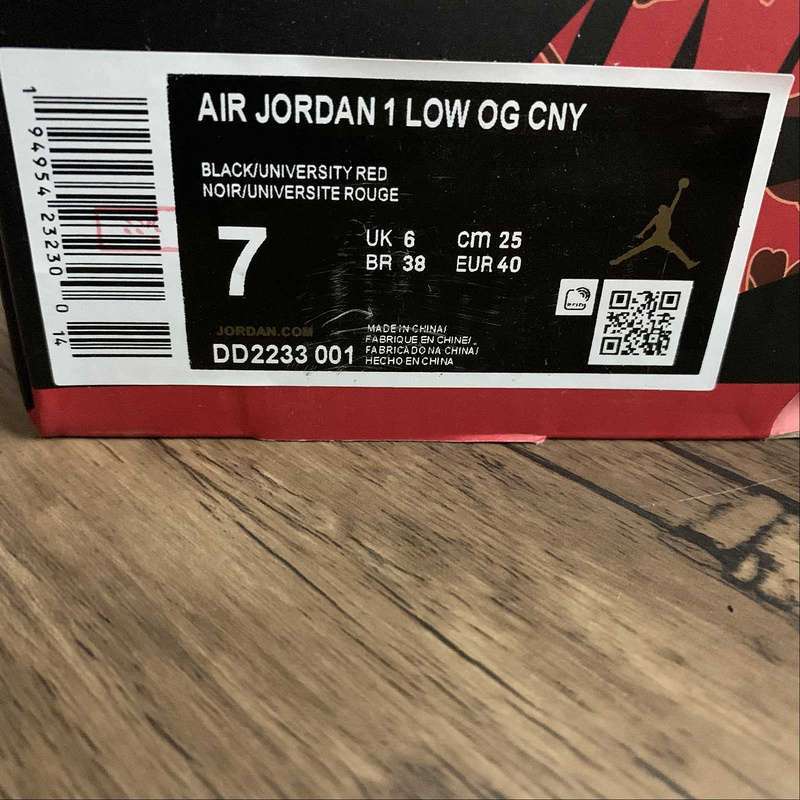 AIR JORDAN 1 LOW OG CNY
BLACK/UNIVERSITY RED
NOIR/UNIVERSITE ROUGE
7
UK 6 cm 25
BR 38 EUR 40
JORDAN.COM
DD2233 001
MADE IN CHINA/
FABRIQUE EN CHINE/
FABRICADO NA CHINA/
HECHO EN CHINA
1 94954 23230 0 14